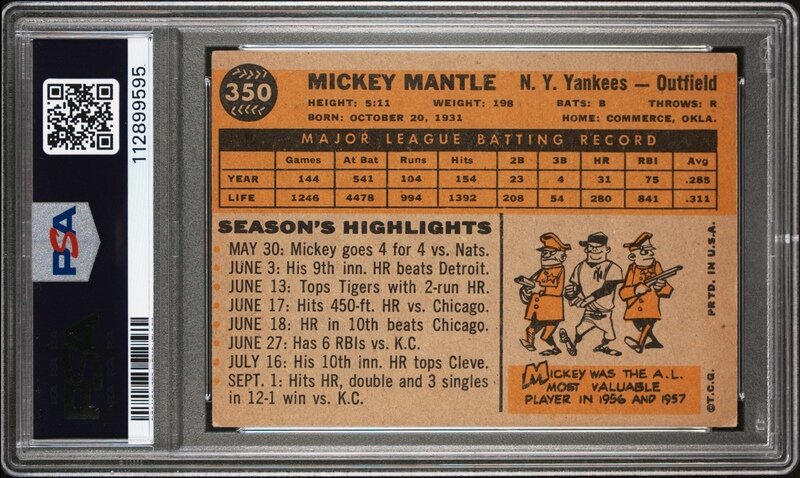 112899595
PSA
PSA
350
MICKEY MANTLE N. Y. Yankees — Outfield
HEIGHT: 5:11 WEIGHT: 198 BATS: B THROWS: R
BORN: OCTOBER 20, 1931 HOME: COMMERCE, OKLA.
MAJOR LEAGUE BATTING RECORD
Games At Bat Runs Hits 2B 3B HR RBI Avg
YEAR 144 541 104 154 23 4 31 75 .285
LIFE 1246 4478 994 1392 208 54 280 841 .311
SEASON'S HIGHLIGHTS
MAY 30: Mickey goes 4 for 4 vs. Nats.
JUNE 3: His 9th inn. HR beats Detroit.
JUNE 13: Tops Tigers with 2-run HR.
JUNE 17: Hits 450-ft. HR vs. Chicago.
JUNE 18: HR in 10th beats Chicago.
JUNE 27: Has 6 RBIs vs. K.C.
JULY 16: His 10th inn. HR tops Cleve.
SEPT. 1: Hits HR, double and 3 singles
in 12-1 win vs. K.C.
MICKEY WAS THE A.L.
MOST VALUABLE
PLAYER IN 1956 AND 1957
©T.C.G. PRTD. IN U.S.A.